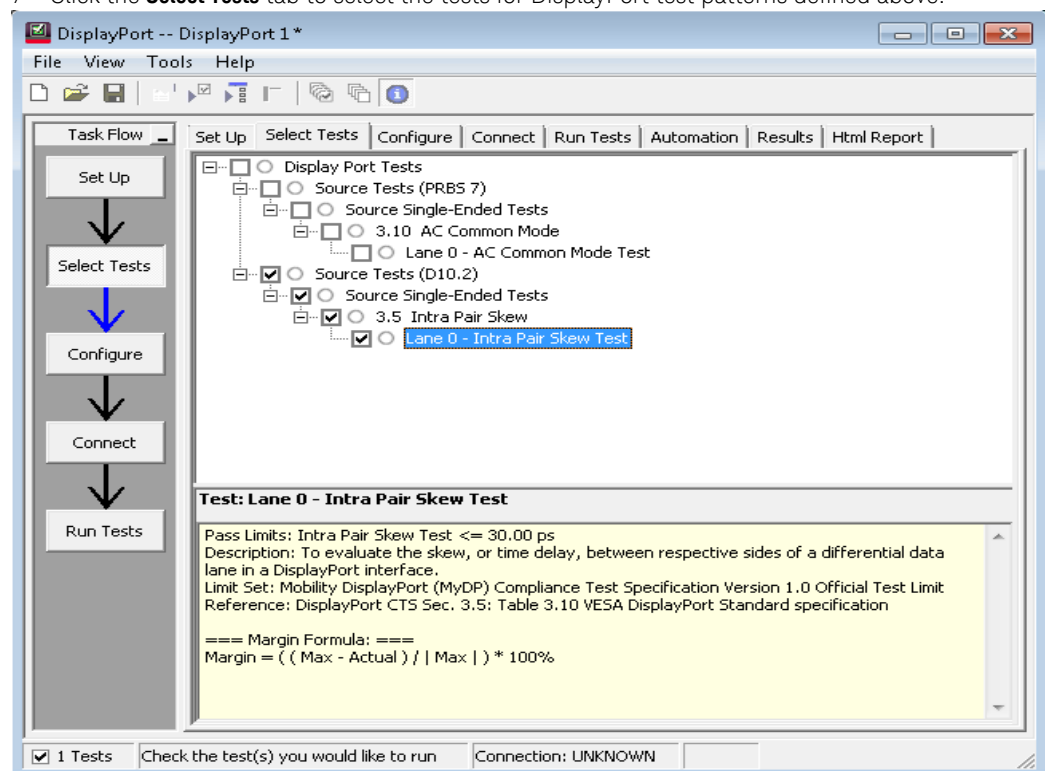 7 Click the Select Tests tab to select the tests for DisplayPort test patterns defined above.
DisplayPort -- DisplayPort 1*
File View Tools Help
Task Flow
Set Up
Select Tests
Configure
Connect
Run Tests
Set Up Select Tests Configure Connect Run Tests Automation Results Html Report
Display Port Tests
Source Tests (PRBS 7)
Source Single-Ended Tests
3.10 AC Common Mode
Lane 0 - AC Common Mode Test
Source Tests (D10.2)
Source Single-Ended Tests
3.5 Intra Pair Skew
Lane 0 - Intra Pair Skew Test
Test: Lane 0 - Intra Pair Skew Test
Pass Limits: Intra Pair Skew Test <= 30.00 ps
Description: To evaluate the skew, or time delay, between respective sides of a differential data
lane in a DisplayPort interface.
Limit Set: Mobility DisplayPort (MyDP) Compliance Test Specification Version 1.0 Official Test Limit
Reference: DisplayPort CTS Sec. 3.5: Table 3.10 VESA DisplayPort Standard specification
=== Margin Formula: ===
Margin = ( ( Max - Actual ) / | Max | ) * 100%
1 Tests Check the test(s) you would like to run Connection: UNKNOWN